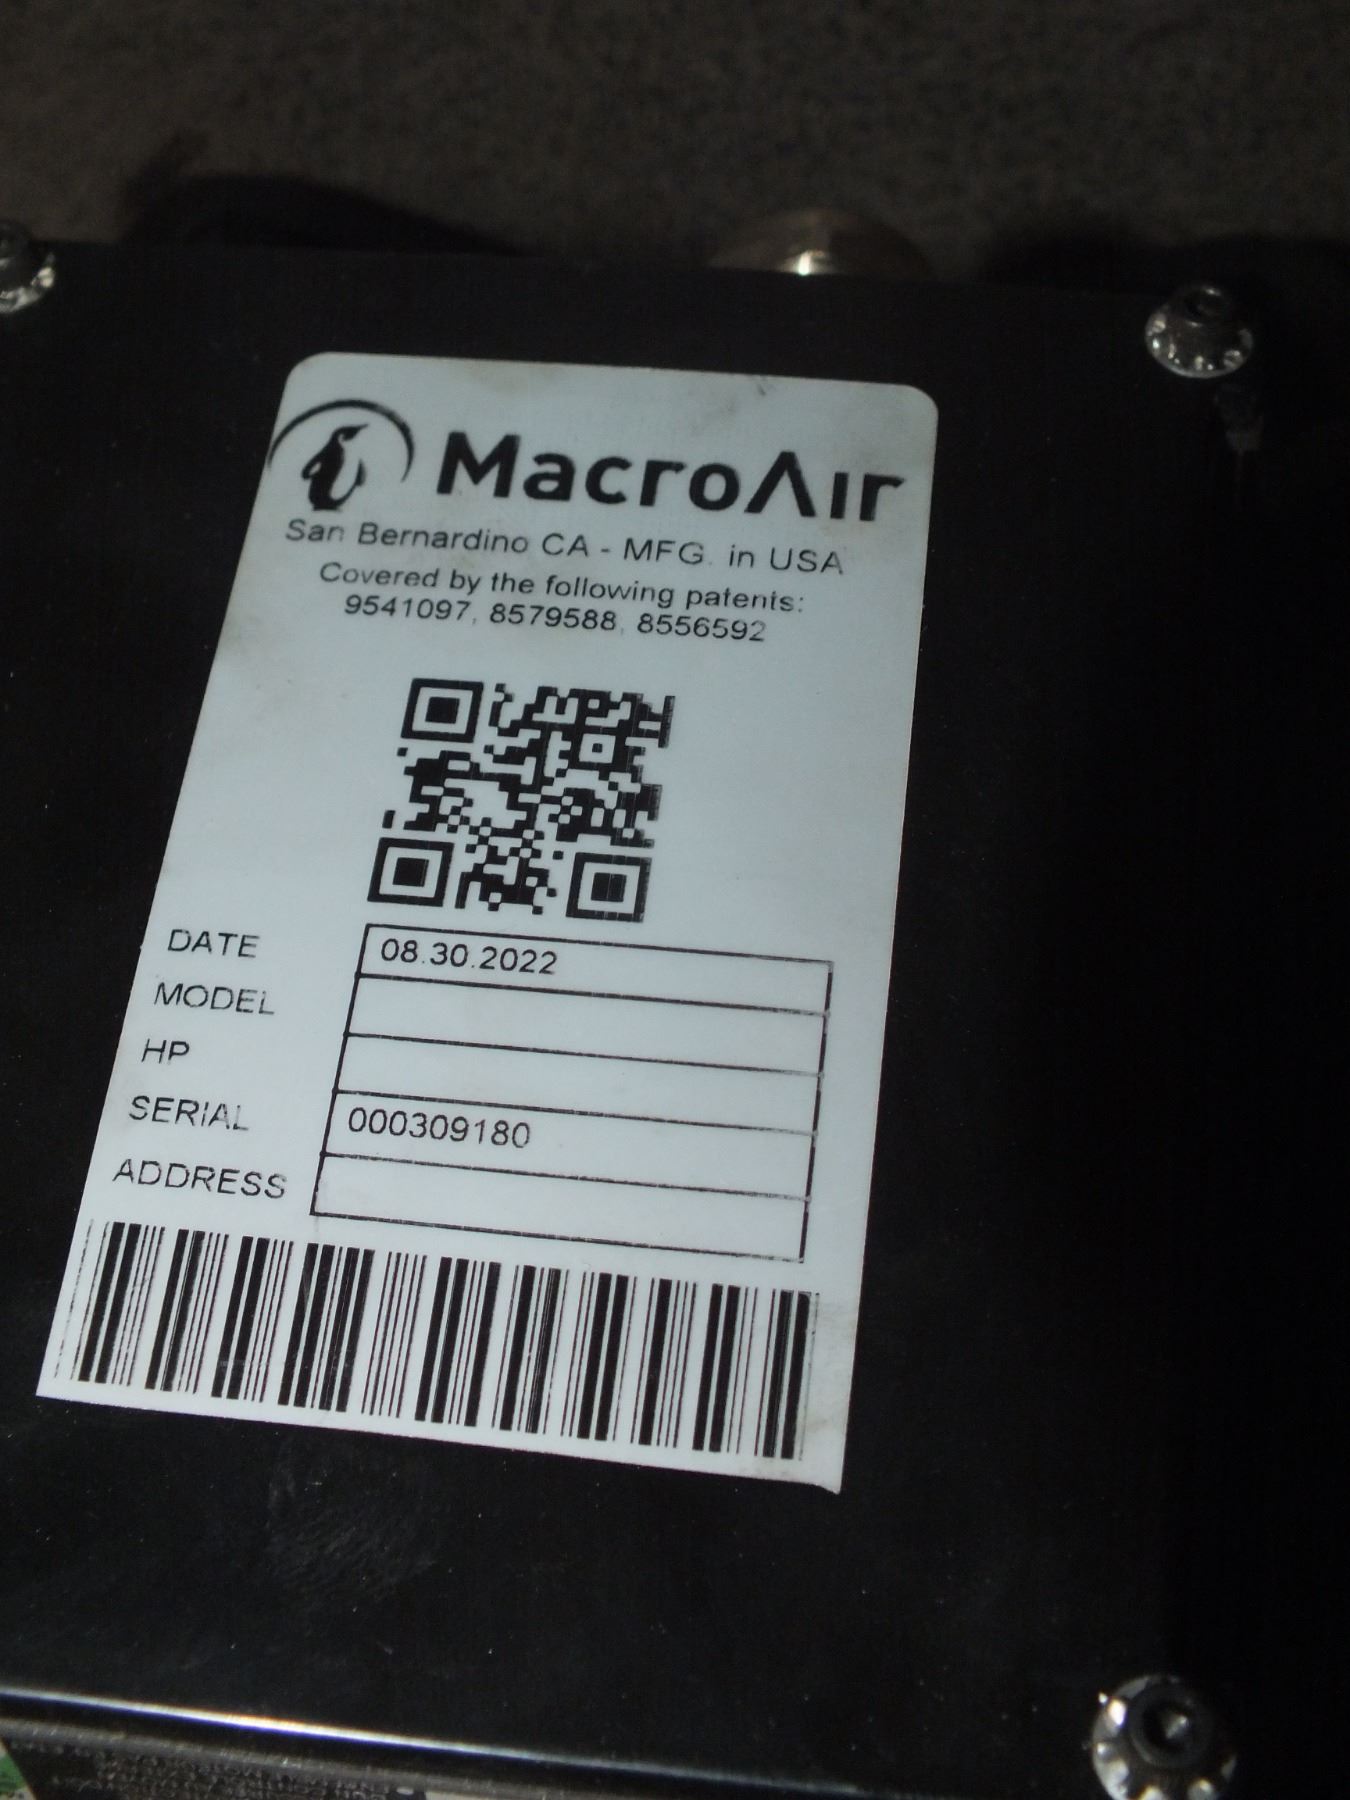 MacroAir
San Bernardino CA - MFG. in USA
Covered by the following patents:
9541097, 8579588, 8556592
DATE 08.30.2022
MODEL
HP
SERIAL 000309180
ADDRESS